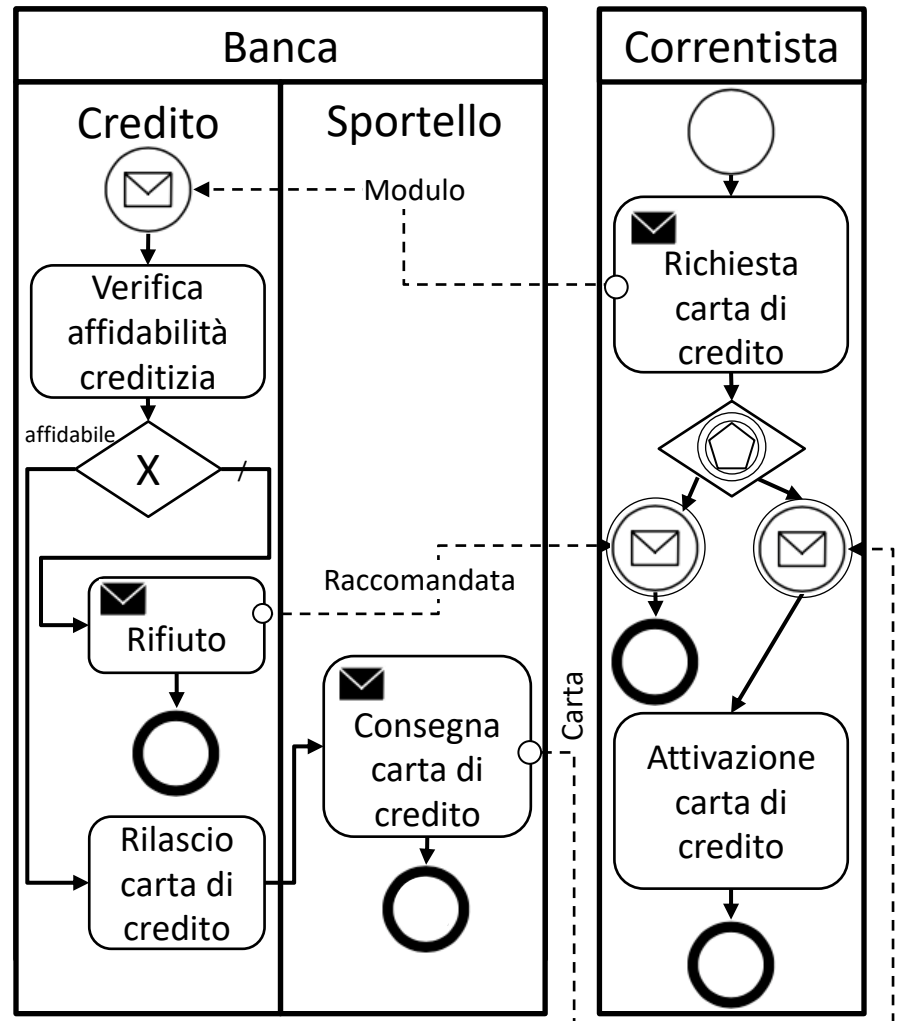 Banca
Credito
Sportello
Modulo
Verifica
affidabilità
creditizia
affidabile
X
Raccomandata
Rifiuto
Consegna
carta di
credito
Rilascio
carta di
credito
Carta
Correntista
Richiesta
carta di
credito
Attivazione
carta di
credito